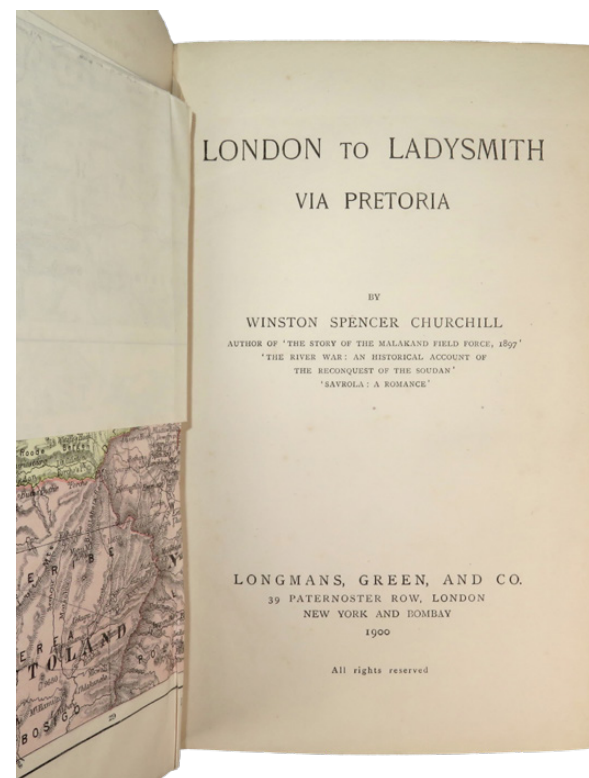 LONDON TO LADYSMITH
VIA PRETORIA
BY
WINSTON SPENCER CHURCHILL
AUTHOR OF ‘THE STORY OF THE MALAKAND FIELD FORCE, 1897’
‘THE RIVER WAR: AN HISTORICAL ACCOUNT OF
THE RECONQUEST OF THE SOUDAN’
‘SAVROLA: A ROMANCE’
LONGMANS, GREEN, AND CO.
39 PATERNOSTER ROW, LONDON
NEW YORK AND BOMBAY
1900
All rights reserved
UTOLAND
29